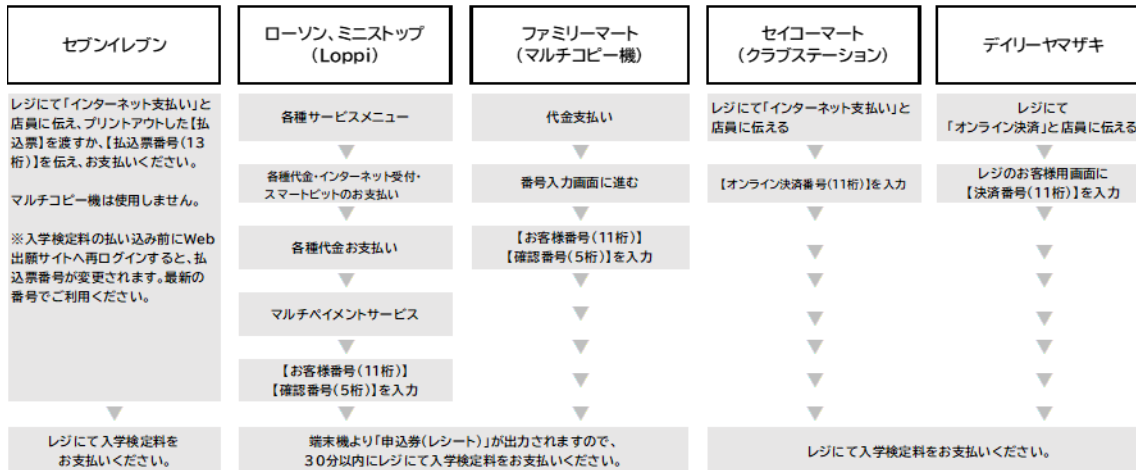 セブンイレブン
レジにて「インターネット支払い」と
店員に伝え、プリントアウトした【払
込票】を渡すか、【払込票番号(13
桁)】を伝え、お支払いください。
マルチコピー機は使用しません。
※入学検定料の払い込み前にWeb
出願サイトへ再ログインすると、払
込票番号が変更されます。最新の
番号でご利用ください。
レジにて入学検定料を
お支払いください。
ローソン、ミニストップ
(Loppi)
各種サービスメニュー
各種代金・インターネット受付・
スマートピットのお支払い
各種代金お支払い
マルチペイメントサービス
【お客様番号(11桁)】
【確認番号(5桁)】を入力
ファミリーマート
(マルチコピー機)
代金支払い
番号入力画面に進む
【お客様番号(11桁)】
【確認番号(5桁)】を入力
端末機より「申込券(レシート)」が出力されますので、
30分以内にレジにて入学検定料をお支払いください。
セイコーマート
(クラブステーション)
レジにて「インターネット支払い」と
店員に伝える
【オンライン決済番号(11桁)】を入力
デイリーヤマザキ
レジにて
「オンライン決済」と店員に伝える
レジのお客様用画面に
【決済番号(11桁)】を入力
レジにて入学検定料をお支払いください。